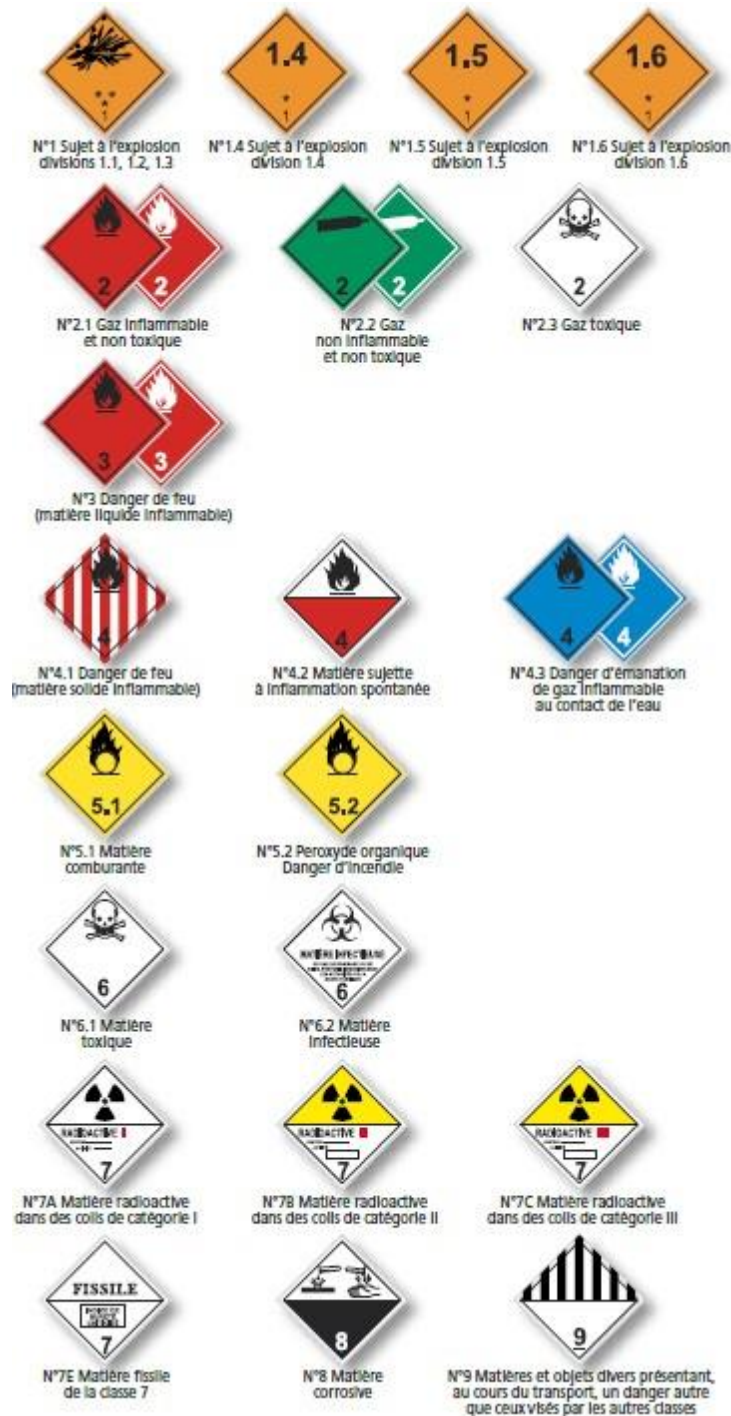 1
1.4
1
1.5
1
1.6
1
N°1 Sujet à l'explosion
divisions 1.1, 1.2, 1.3
N°1.4 Sujet à l'explosion
division 1.4
N°1.5 Sujet à l'explosion
division 1.5
N°1.6 Sujet à l'explosion
division 1.6
2
2
2
2
2
N°2.1 Gaz inflammable
et non toxique
N°2.2 Gaz
non inflammable
et non toxique
N°2.3 Gaz toxique
3
3
N°3 Danger de feu
(matière liquide inflammable)
4
4
4
4
N°4.1 Danger de feu
(matière solide inflammable)
N°4.2 Matière sujette
à inflammation spontanée
N°4.3 Danger d'émanation
de gaz inflammable
au contact de l'eau
5.1
5.2
N°5.1 Matière
comburante
N°5.2 Peroxyde organique
Danger d'incendie
6
MATIÈRE INFECTIEUSE
6
N°6.1 Matière
toxique
N°6.2 Matière
infectieuse
RADIOACTIVE I
7
RADIOACTIVE
7
RADIOACTIVE
7
N°7A Matière radioactive
dans des colis de catégorie I
N°7B Matière radioactive
dans des colis de catégorie II
N°7C Matière radioactive
dans des colis de catégorie III
FISSILE
7
8
9
N°7E Matière fissile
de la classe 7
N°8 Matière
corrosive
N°9 Matières et objets divers présentant,
au cours du transport, un danger autre
que ceux visés par les autres classes